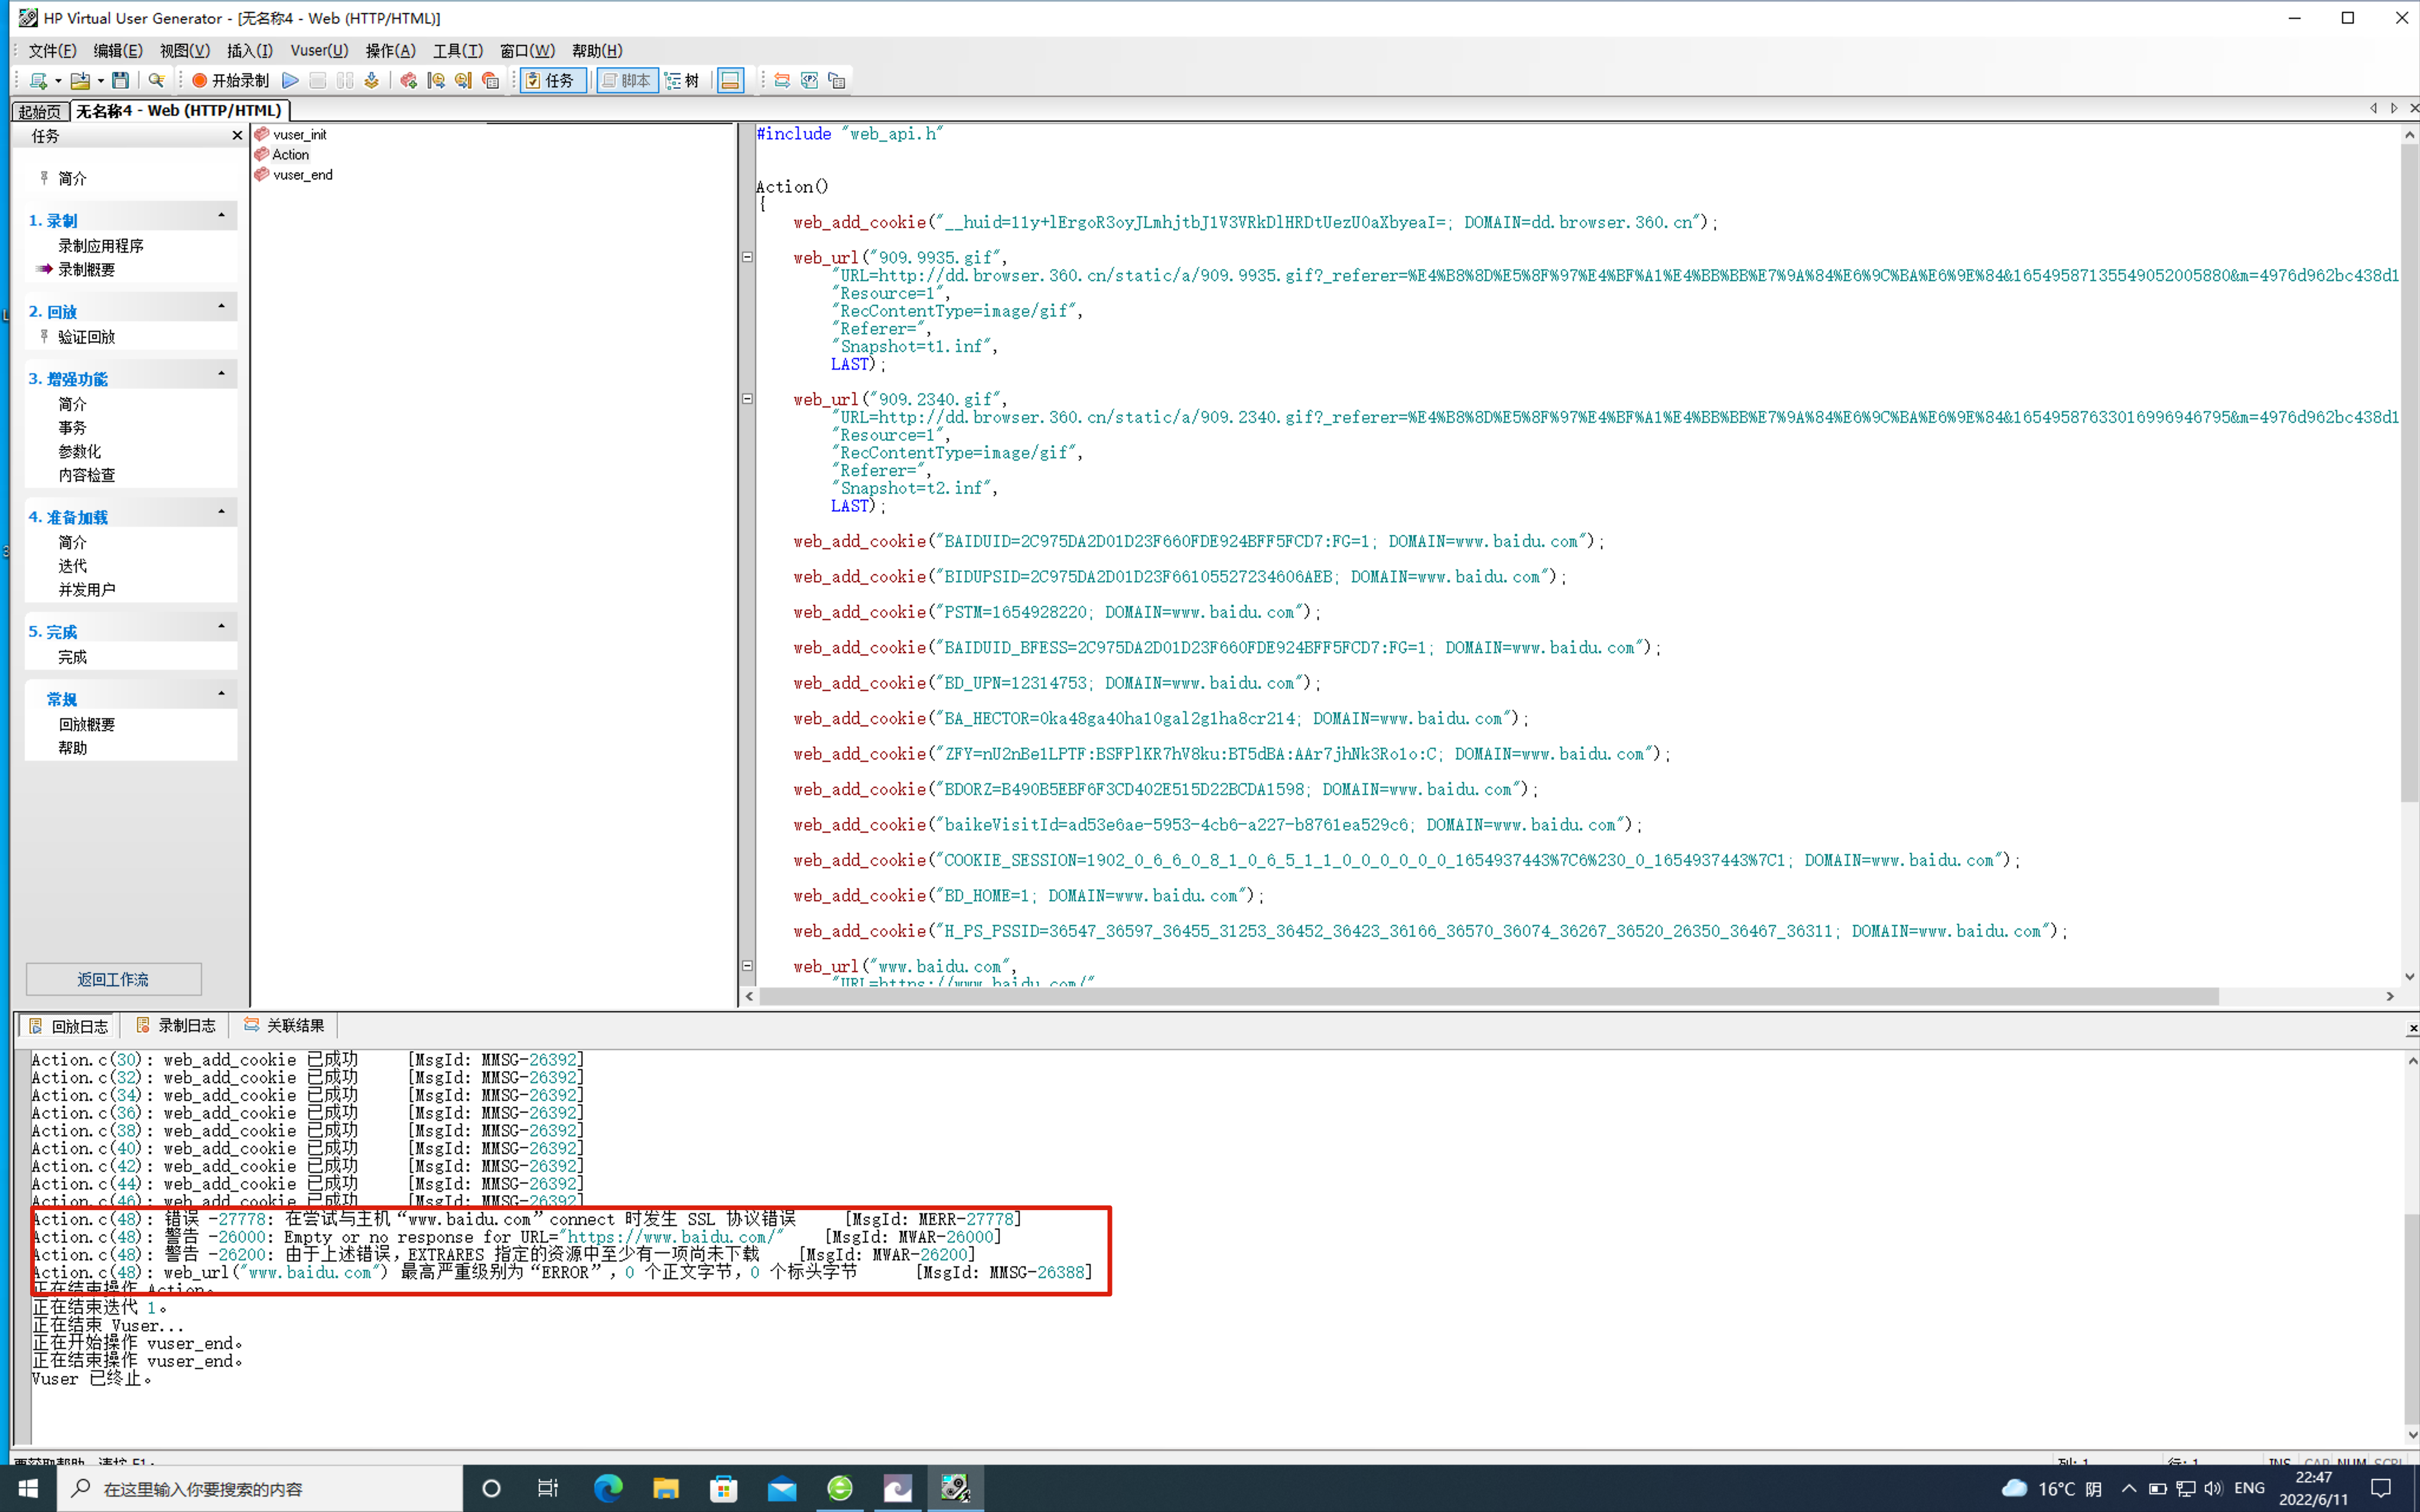 HP Virtual User Generator - [无名称4 - Web (HTTP/HTML)]
文件(F) 编辑(E) 视图(V) 插入(I) Vuser(U) 操作(A) 工具(T) 窗口(W) 帮助(H)
开始录制 任务 脚本 树
起始页 无名称4 - Web (HTTP/HTML)
任务
简介
1. 录制
录制应用程序
录制概要
2. 回放
验证回放
3. 增强功能
简介
事务
参数化
内容检查
4. 准备加载
简介
迭代
并发用户
5. 完成
完成
常规
回放概要
帮助
返回工作流
vuser_init
Action
vuser_end
#include "web_api.h"
Action()
{
web_add_cookie("__huid=11y+lErgoR3oyJLmhjtbJ1V3VRkDlHRDtUezU0aXbyeaI=; DOMAIN=dd.browser.360.cn");
web_url("909.9935.gif",
"URL=http://dd.browser.360.cn/static/a/909.9935.gif?_referer=%E4%B8%8D%E5%8F%97%E4%BF%A1%E4%BB%BB%E7%9A%84%E6%9C%BA%E6%9E%84&16549587135549052005880&m=4976d962bc438d1
"Resource=1",
"RecContentType=image/gif",
"Referer=",
"Snapshot=t1.inf",
LAST);
web_url("909.2340.gif",
"URL=http://dd.browser.360.cn/static/a/909.2340.gif?_referer=%E4%B8%8D%E5%8F%97%E4%BF%A1%E4%BB%BB%E7%9A%84%E6%9C%BA%E6%9E%84&16549587633016996946795&m=4976d962bc438d1
"Resource=1",
"RecContentType=image/gif",
"Referer=",
"Snapshot=t2.inf",
LAST);
web_add_cookie("BAIDUID=2C975DA2D01D23F660FDE924BFF5FCD7:FG=1; DOMAIN=www.baidu.com");
web_add_cookie("BIDUPSID=2C975DA2D01D23F66105527234606AEB; DOMAIN=www.baidu.com");
web_add_cookie("PSTM=1654928220; DOMAIN=www.baidu.com");
web_add_cookie("BAIDUID_BFESS=2C975DA2D01D23F660FDE924BFF5FCD7:FG=1; DOMAIN=www.baidu.com");
web_add_cookie("BD_UPN=12314753; DOMAIN=www.baidu.com");
web_add_cookie("BA_HECTOR=0ka48ga40ha10gal2g1ha8cr214; DOMAIN=www.baidu.com");
web_add_cookie("ZFY=nU2nBe1LPTF:BSFPlKR7hV8ku:BT5dBA:AAr7jhNk3Ro1o:C; DOMAIN=www.baidu.com");
web_add_cookie("BDORZ=B490B5EBF6F3CD402E515D22BCDA1598; DOMAIN=www.baidu.com");
web_add_cookie("baikeVisitId=ad53e6ae-5953-4cb6-a227-b8761ea529c6; DOMAIN=www.baidu.com");
web_add_cookie("COOKIE_SESSION=1902_0_6_6_0_8_1_0_6_5_1_1_0_0_0_0_0_0_1654937443%7C6%230_0_1654937443%7C1; DOMAIN=www.baidu.com");
web_add_cookie("BD_HOME=1; DOMAIN=www.baidu.com");
web_add_cookie("H_PS_PSSID=36547_36597_36455_31253_36452_36423_36166_36570_36074_36267_36520_26350_36467_36311; DOMAIN=www.baidu.com");
web_url("www.baidu.com",
"URL=https://www.baidu.com/"
回放日志 录制日志 关联结果
Action.c(30): web_add_cookie 已成功 [MsgId: MMSG-26392]
Action.c(32): web_add_cookie 已成功 [MsgId: MMSG-26392]
Action.c(34): web_add_cookie 已成功 [MsgId: MMSG-26392]
Action.c(36): web_add_cookie 已成功 [MsgId: MMSG-26392]
Action.c(38): web_add_cookie 已成功 [MsgId: MMSG-26392]
Action.c(40): web_add_cookie 已成功 [MsgId: MMSG-26392]
Action.c(42): web_add_cookie 已成功 [MsgId: MMSG-26392]
Action.c(44): web_add_cookie 已成功 [MsgId: MMSG-26392]
Action.c(46): web_add_cookie 已成功 [MsgId: MMSG-26392]
Action.c(48): 错误 -27778: 在尝试与主机“www.baidu.com”connect 时发生 SSL 协议错误 [MsgId: MERR-27778]
Action.c(48): 警告 -26000: Empty or no response for URL="https://www.baidu.com/" [MsgId: MWAR-26000]
Action.c(48): 警告 -26200: 由于上述错误，EXTRARES 指定的资源中至少有一项尚未下载 [MsgId: MWAR-26200]
Action.c(48): web_url("www.baidu.com") 最高严重级别为“ERROR”，0 个正文字节，0 个标头字节 [MsgId: MMSG-26388]
正在结束操作 Action。
正在结束迭代 1。
正在结束 Vuser...
正在开始操作 vuser_end。
正在结束操作 vuser_end。
Vuser 已终止。
要获取帮助，请按 F1。 列: 1 行: 1 INS CAP NUM SCRL
在这里输入你要搜索的内容
16°C 阴 ENG
22:47
2022/6/11